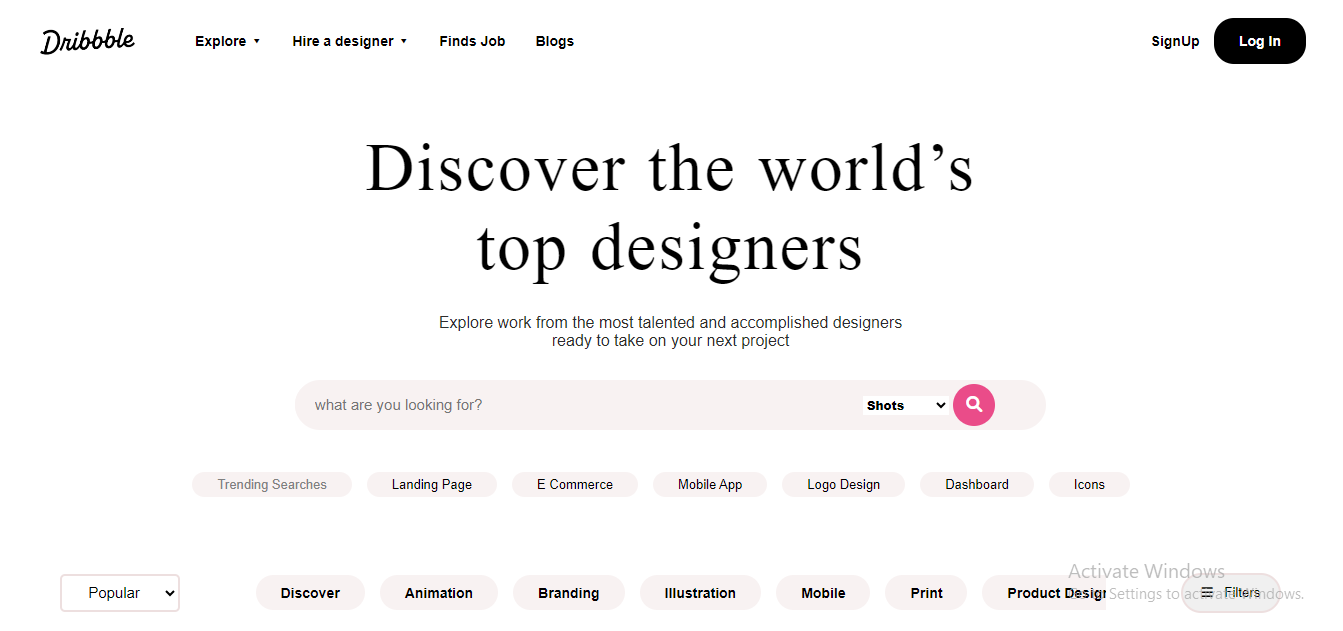 Dribbble Explore Hire a designer Finds Job Blogs SignUp Log In
Discover the world’s
top designers
Explore work from the most talented and accomplished designers
ready to take on your next project
what are you looking for? Shots
Trending Searches Landing Page E Commerce Mobile App Logo Design Dashboard Icons
Activate Windows
Popular Discover Animation Branding Illustration Mobile Print Product Filters
Settings to activate Windows.